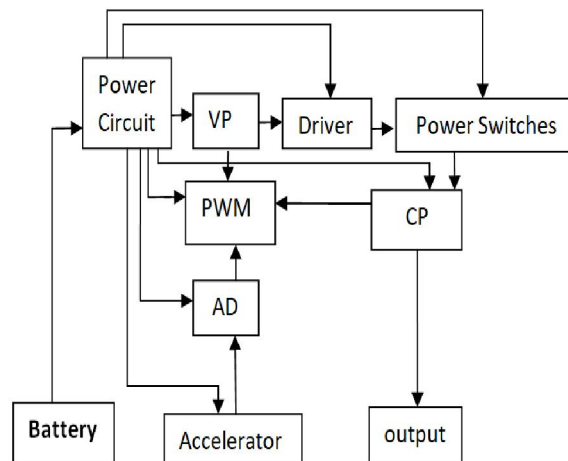 Power
Circuit
VP
Driver
Power Switches
PWM
CP
AD
Battery
Accelerator
output